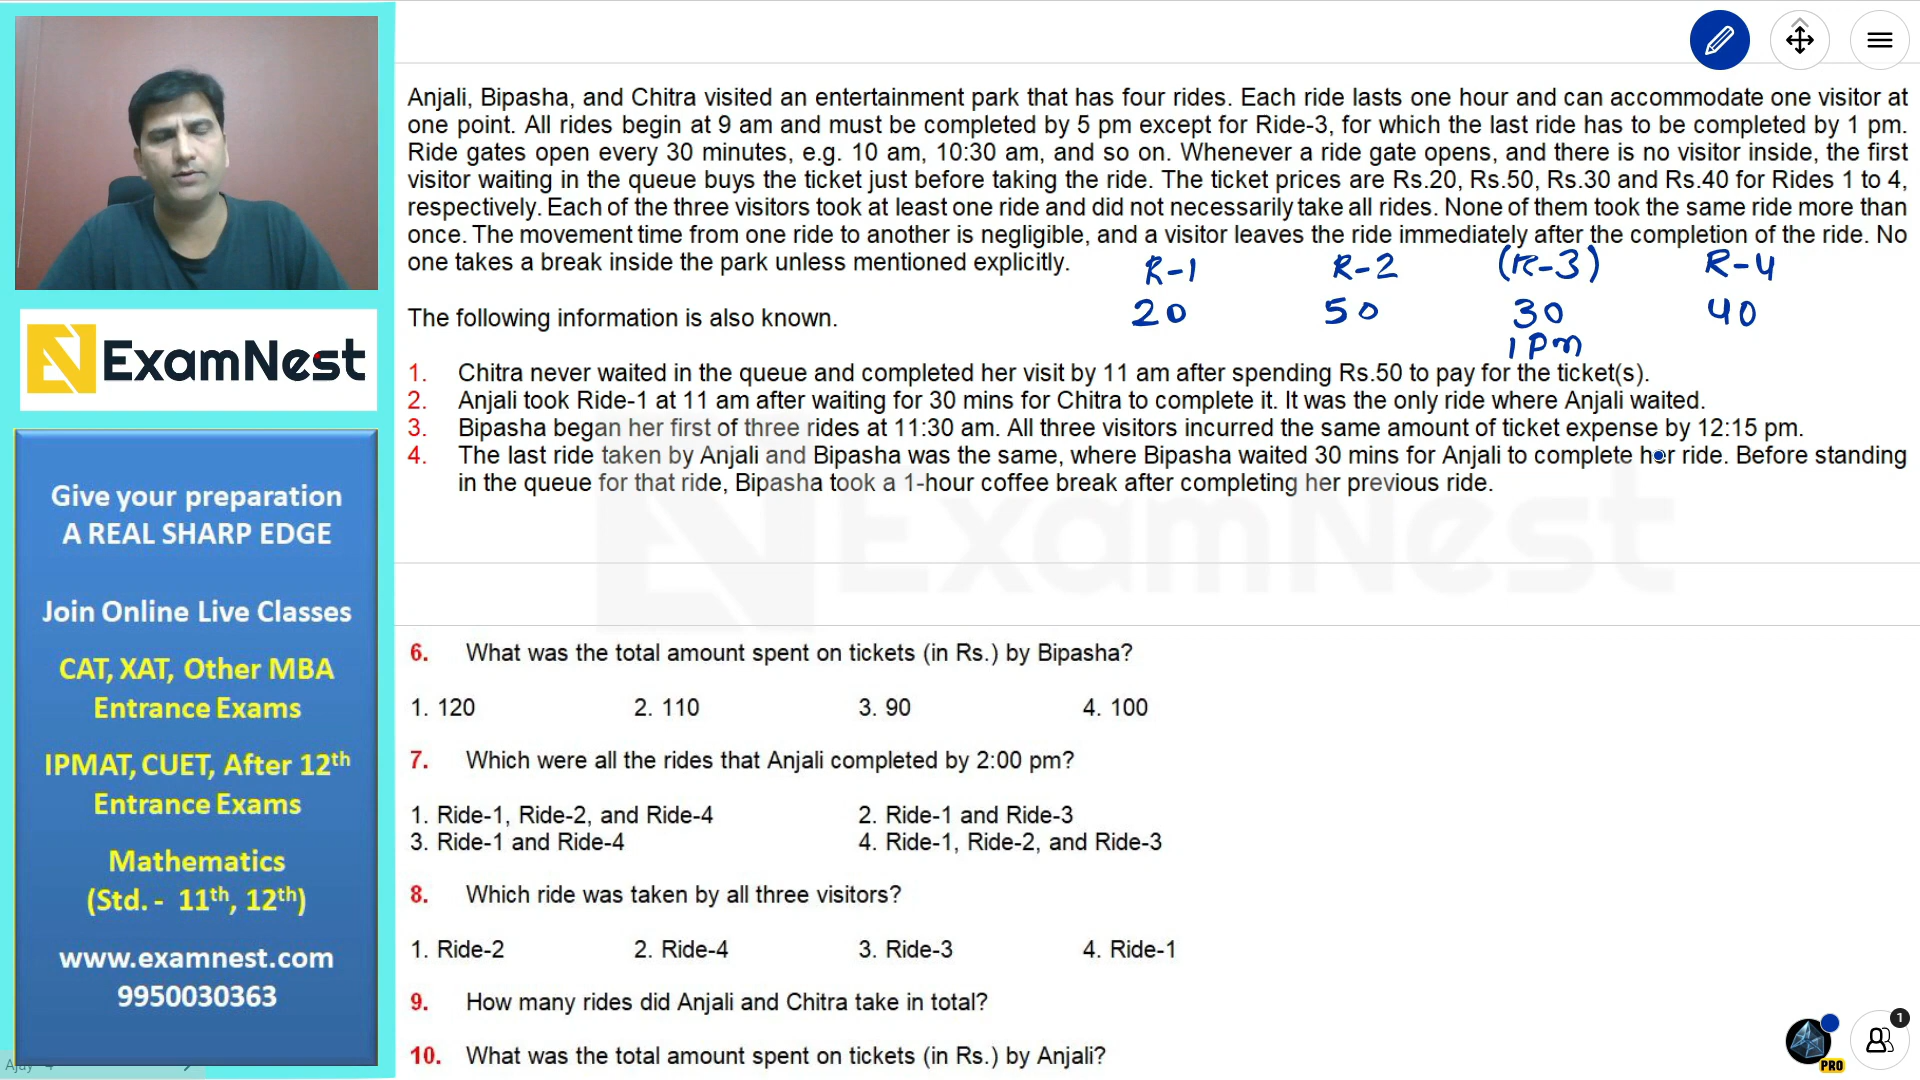 Anjali, Bipasha, and Chitra visited an entertainment park that has four rides. Each ride lasts one hour and can accommodate one visitor at
one point. All rides begin at 9 am and must be completed by 5 pm except for Ride-3, for which the last ride has to be completed by 1 pm.
Ride gates open every 30 minutes, e.g. 10 am, 10:30 am, and so on. Whenever a ride gate opens, and there is no visitor inside, the first
visitor waiting in the queue buys the ticket just before taking the ride. The ticket prices are Rs.20, Rs.50, Rs.30 and Rs.40 for Rides 1 to 4,
respectively. Each of the three visitors took at least one ride and did not necessarily take all rides. None of them took the same ride more than
once. The movement time from one ride to another is negligible, and a visitor leaves the ride immediately after the completion of the ride. No
one takes a break inside the park unless mentioned explicitly.
R-1 R-2 (R-3) R-4
20 50 30 40
1 Pm
The following information is also known.
1. Chitra never waited in the queue and completed her visit by 11 am after spending Rs.50 to pay for the ticket(s).
2. Anjali took Ride-1 at 11 am after waiting for 30 mins for Chitra to complete it. It was the only ride where Anjali waited.
3. Bipasha began her first of three rides at 11:30 am. All three visitors incurred the same amount of ticket expense by 12:15 pm.
4. The last ride taken by Anjali and Bipasha was the same, where Bipasha waited 30 mins for Anjali to complete her ride. Before standing
in the queue for that ride, Bipasha took a 1-hour coffee break after completing her previous ride.
ExamNest
6. What was the total amount spent on tickets (in Rs.) by Bipasha?
1. 120 2. 110 3. 90 4. 100
7. Which were all the rides that Anjali completed by 2:00 pm?
1. Ride-1, Ride-2, and Ride-4 2. Ride-1 and Ride-3
3. Ride-1 and Ride-4 4. Ride-1, Ride-2, and Ride-3
8. Which ride was taken by all three visitors?
1. Ride-2 2. Ride-4 3. Ride-3 4. Ride-1
9. How many rides did Anjali and Chitra take in total?
10. What was the total amount spent on tickets (in Rs.) by Anjali?
ExamNest
Give your preparation
A REAL SHARP EDGE
Join Online Live Classes
CAT, XAT, Other MBA
Entrance Exams
IPMAT, CUET, After 12th
Entrance Exams
Mathematics
(Std. - 11th, 12th)
www.examnest.com
9950030363
PRO
1